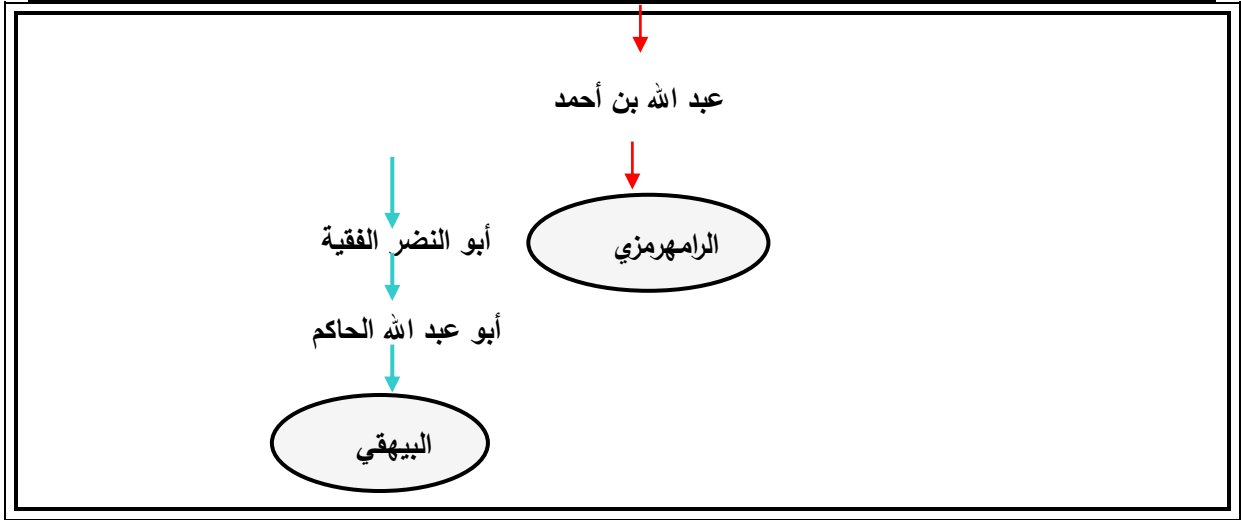 عبد الله بن أحمد
الرامهرمزي
أبو النضر الفقية
أبو عبد الله الحاكم
البيهقي